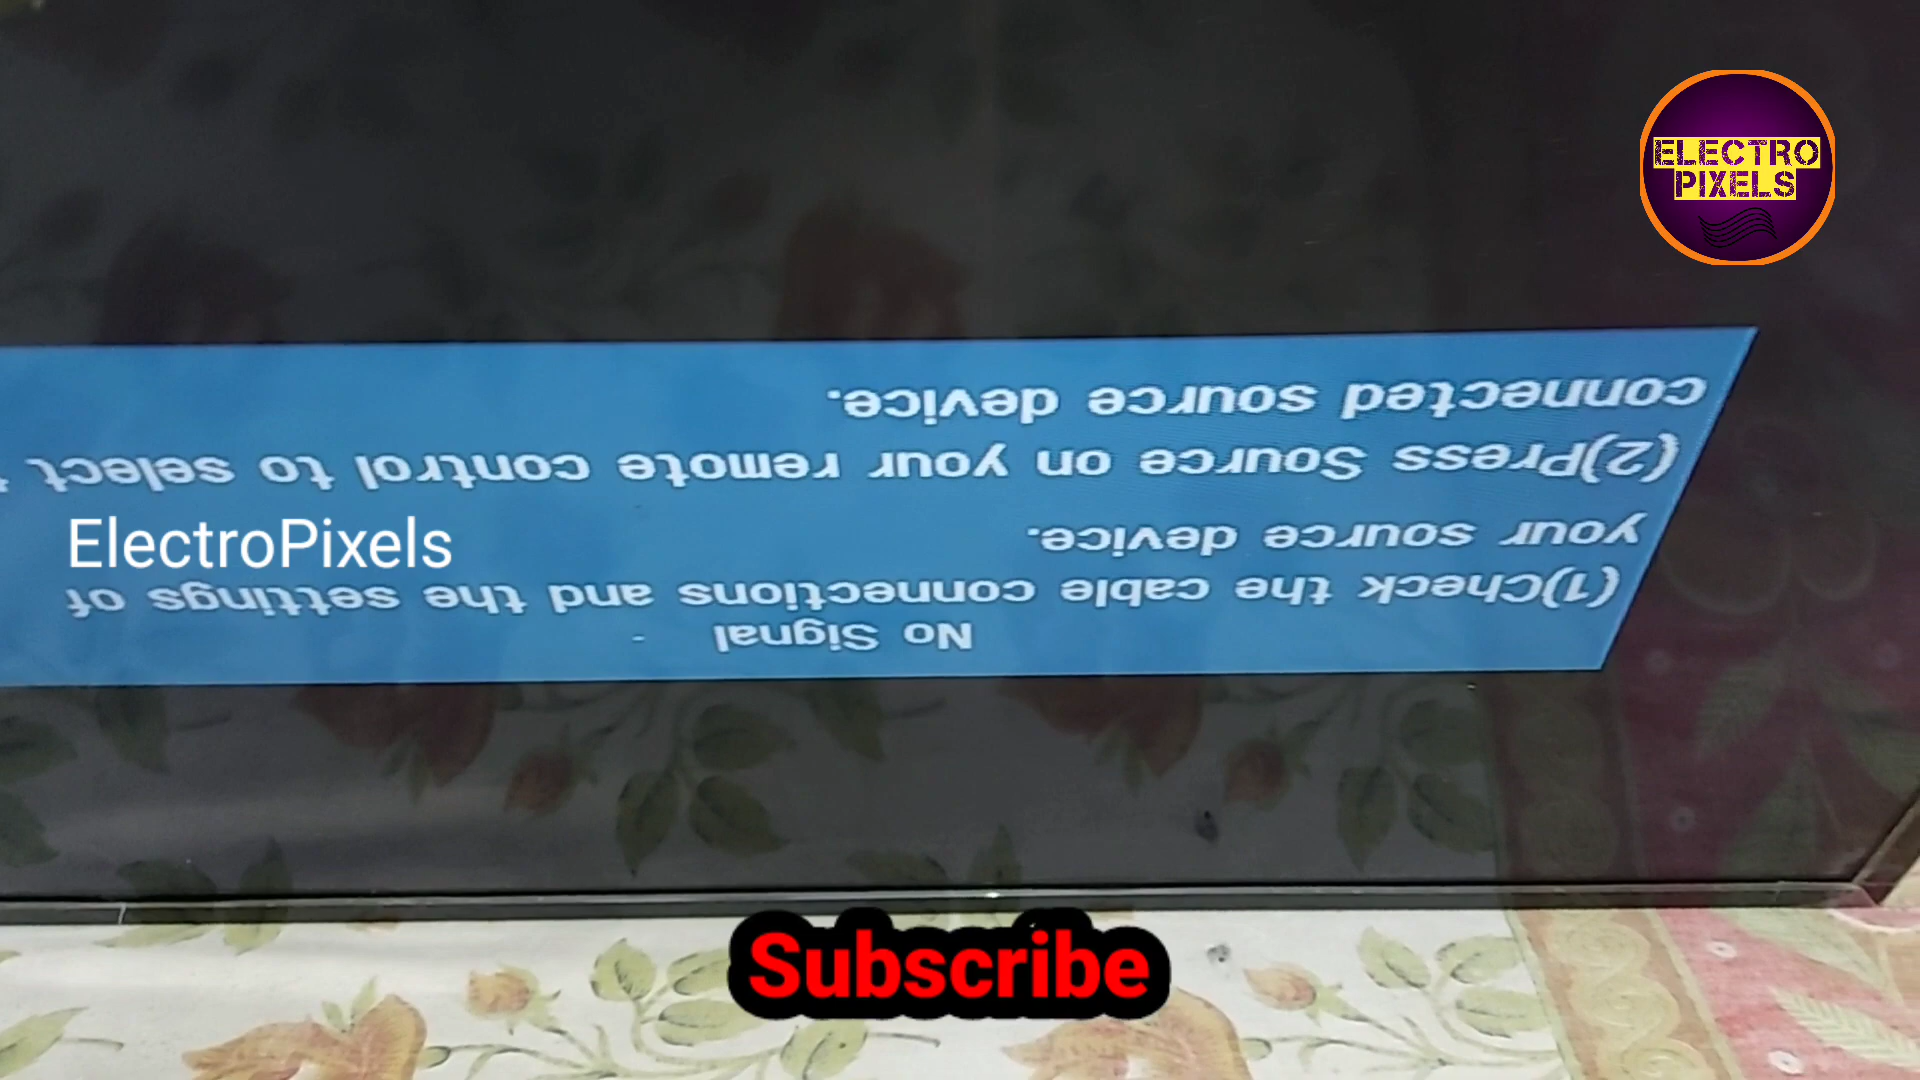 ELECTRO
PIXELS
No Signal
(1)Check the cable connections and the settings of
your source device.
(2)Press Source on your remote control to select
connected source device.
ElectroPixels
Subscribe